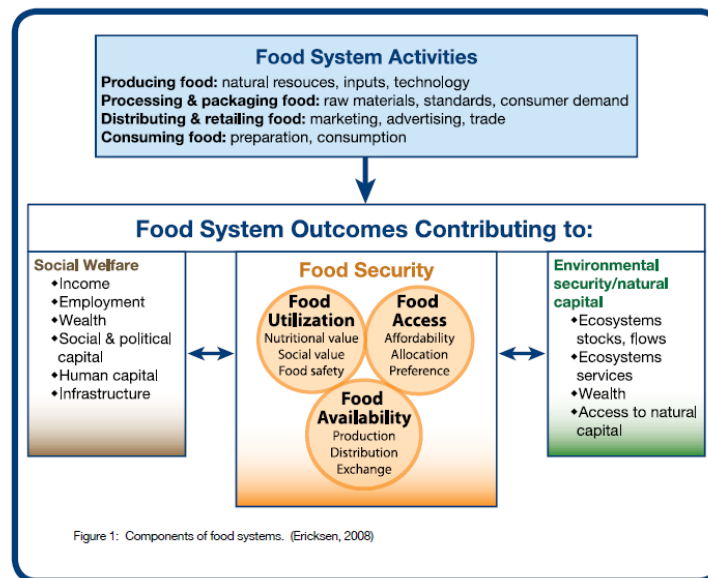 Food System Activities
Producing food: natural resouces, inputs, technology
Processing & packaging food: raw materials, standards, consumer demand
Distributing & retailing food: marketing, advertising, trade
Consuming food: preparation, consumption
Food System Outcomes Contributing to:
Social Welfare
◆Income
◆Employment
◆Wealth
◆Social & political
capital
◆Human capital
◆Infrastructure
Food Security
Food
Utilization
Nutritional value
Social value
Food safety
Food
Access
Affordability
Allocation
Preference
Food
Availability
Production
Distribution
Exchange
Environmental
security/natural
capital
◆Ecosystems
stocks, flows
◆Ecosystems
services
◆Wealth
◆Access to natural
capital
Figure 1: Components of food systems. (Ericksen, 2008)